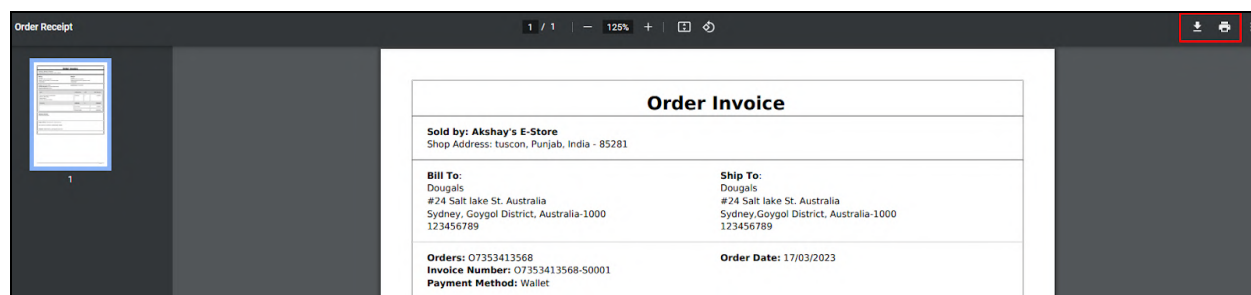 Order Receipt
1 / 1
125%
1
Order Invoice
Sold by: Akshay's E-Store
Shop Address: tuscon, Punjab, India - 85281
Bill To:
Dougals
#24 Salt lake St. Australia
Sydney, Goygol District, Australia-1000
123456789
Ship To:
Dougals
#24 Salt lake St. Australia
Sydney,Goygol District, Australia-1000
123456789
Orders: O7353413568
Invoice Number: O7353413568-S0001
Payment Method: Wallet
Order Date: 17/03/2023